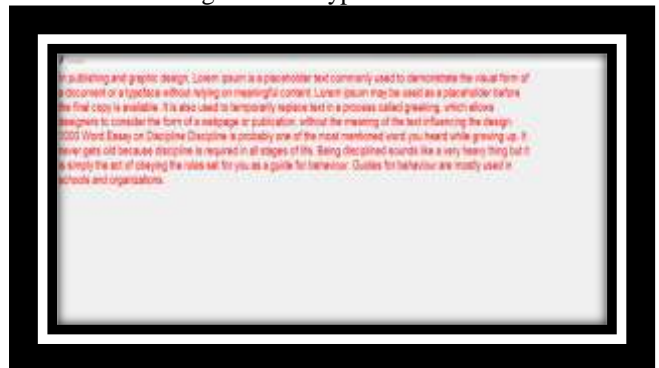 In publishing and graphic design, Lorem ipsum is a placeholder text commonly used to demonstrate the visual form of
a document or a typeface without relying on meaningful content. Lorem ipsum may be used as a placeholder before
the final copy is available. It is also used to temporarily replace text in a process called greeking, which allows
designers to consider the form of a webpage or publication, without the meaning of the text influencing the design.
1000 Word Essay on Discipline Discipline is probably one of the most mentioned word you heard while growing up. It
never gets old because discipline is required in all stages of life. Being disciplined sounds like a very heavy thing but it
is simply the art of obeying the rules set for you as a guide for behaviour. Guides for behaviour are mostly used in
schools and organizations.